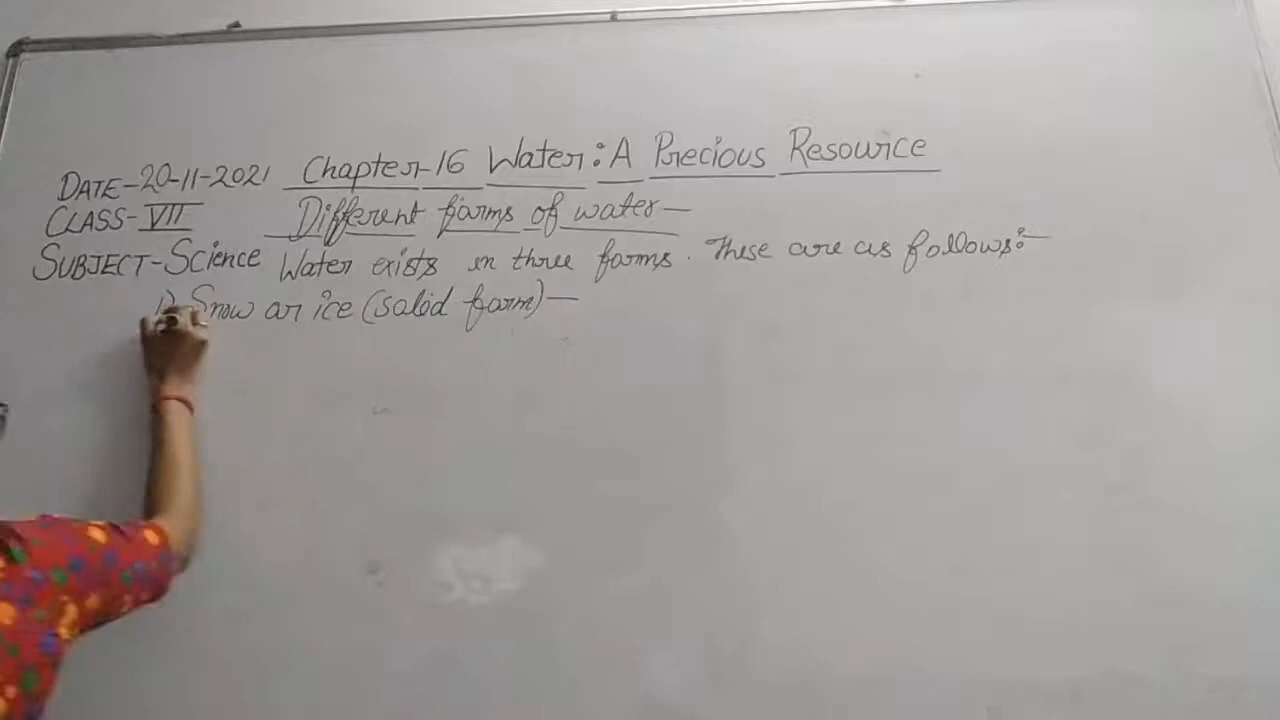 DATE-20-11-2021 Chapter-16 Water: A Precious Resource
CLASS-VII Different forms of water—
SUBJECT-Science Water exists in three forms. These are as follows:—
1) Snow or ice (solid form)—